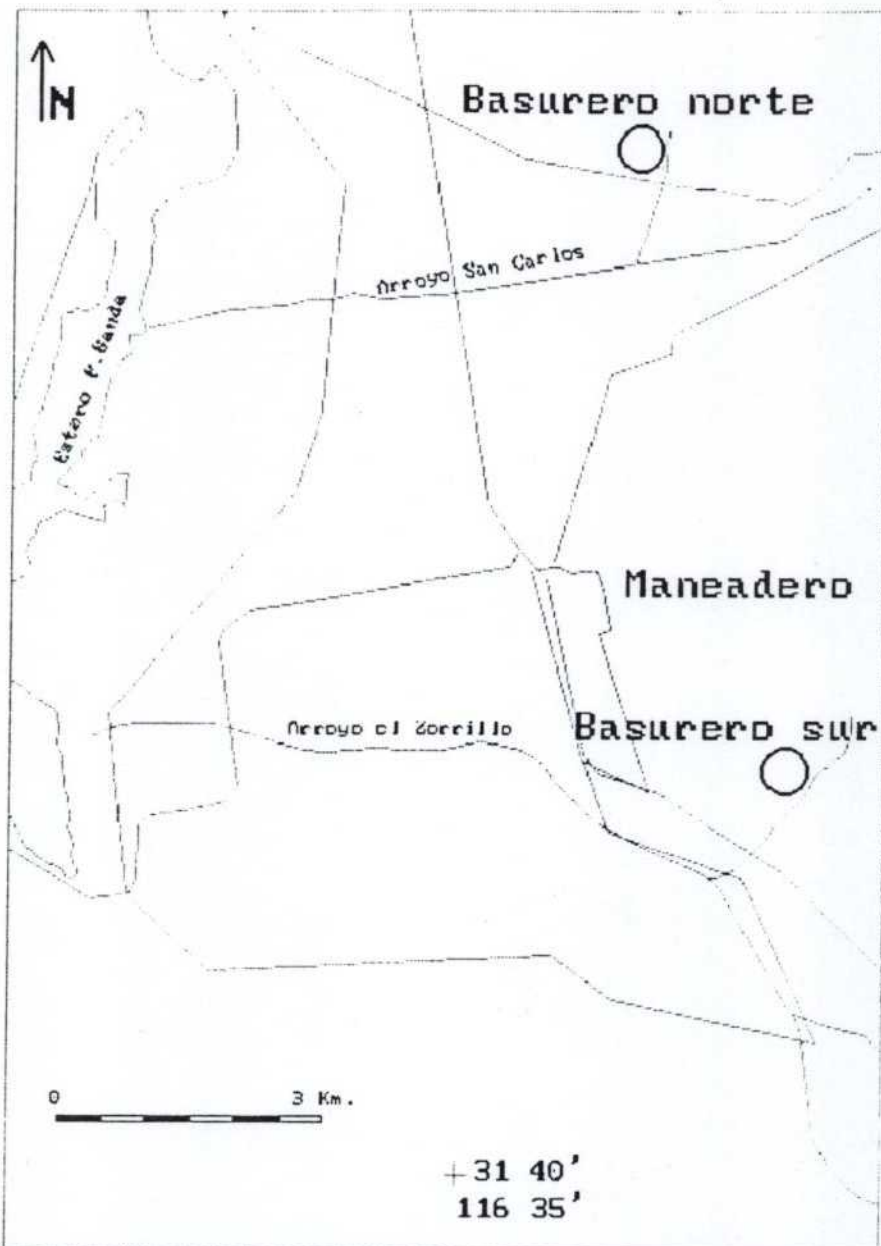 N
Basurero norte
Arroyo San Carlos
Estero P. Banda
Maneadero
Arroyo el Zorrillo
Basurero sur
0 3 Km.
+31 40'
116 35'